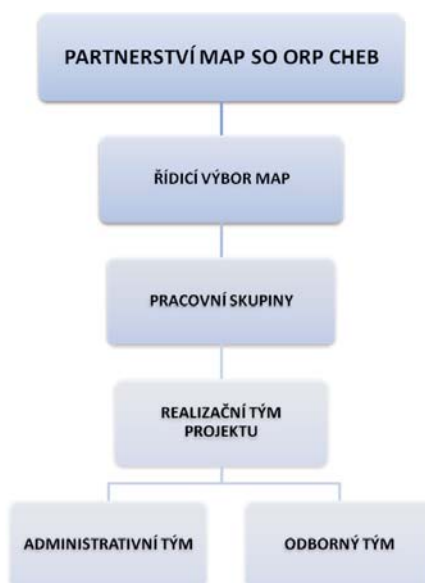 PARTNERSTVÍ MAP SO ORP CHEB
ŘÍDICÍ VÝBOR MAP
PRACOVNÍ SKUPINY
REALIZAČNÍ TÝM
PROJEKTU
ADMINISTRATIVNÍ TÝM
ODBORNÝ TÝM